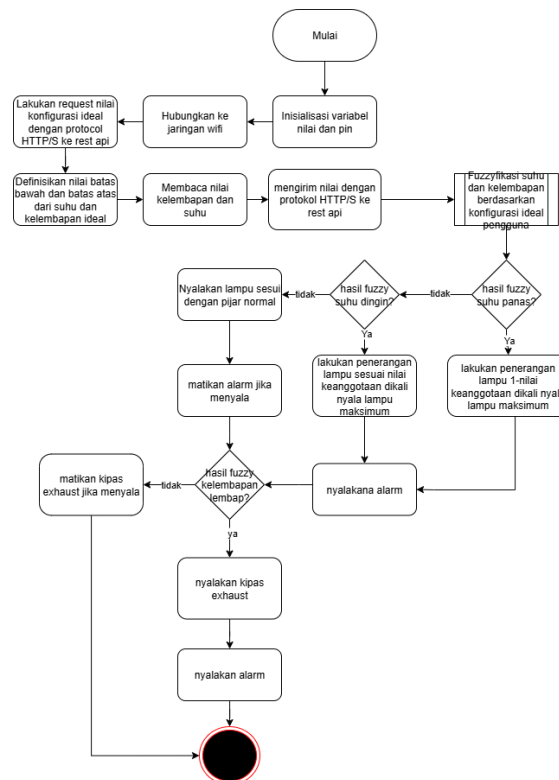 Mulai
Inisialisasi variabel
nilai dan pin
Hubungkan ke
jaringan wifi
Lakukan request nilai
konfigurasi ideal
dengan protocol
HTTP/S ke rest api
Definisikan nilai batas
bawah dan batas atas
dari suhu dan
kelembapan ideal
Membaca nilai
kelembapan dan
suhu
mengirim nilai dengan
protokol HTTP/S ke
rest api
Fuzzyfikasi suhu
dan kelembapan
berdasarkan
konfigurasi ideal
pengguna
hasil fuzzy
suhu panas?
tidak
Ya
hasil fuzzy
suhu dingin?
tidak
Ya
Nyalakan lampu sesui
dengan pijar normal
lakukan penerangan
lampu sesuai nilai
keanggotaan dikali
nyala lampu
maksimum
lakukan penerangan
lampu 1-nilai
keanggotaan dikali nyala
lampu maksimum
matikan alarm jika
menyala
nyalakana alarm
hasil fuzzy
kelembapan
lembap?
tidak
ya
matikan kipas
exhaust jika menyala
nyalakan kipas
exhaust
nyalakan alarm